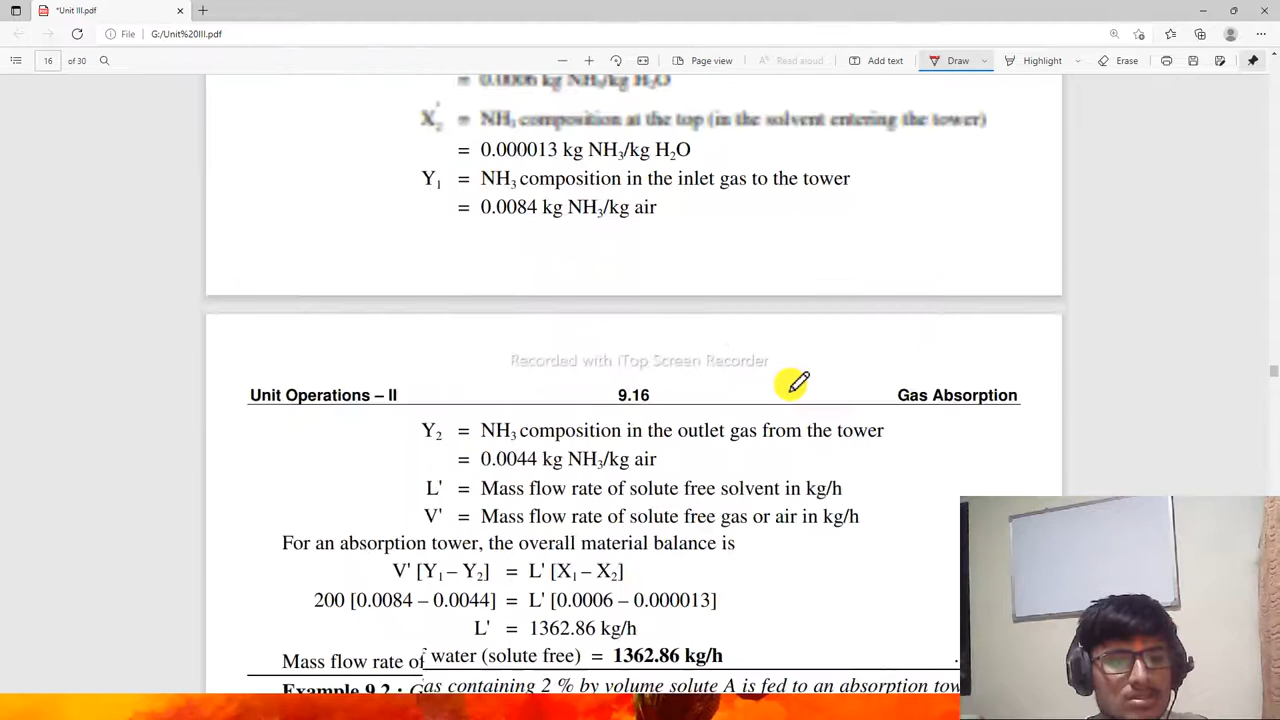 *Unit III.pdf
File G:/Unit%20III.pdf
16 of 30 Page view Read aloud Add text Draw Highlight Erase
= 0.0006 kg NH3/kg H2O
X2' = NH3 composition at the top (in the solvent entering the tower)
= 0.000013 kg NH3/kg H2O
Y1 = NH3 composition in the inlet gas to the tower
= 0.0084 kg NH3/kg air
Recorded with iTop Screen Recorder
Unit Operations – II 9.16 Gas Absorption
Y2 = NH3 composition in the outlet gas from the tower
= 0.0044 kg NH3/kg air
L' = Mass flow rate of solute free solvent in kg/h
V' = Mass flow rate of solute free gas or air in kg/h
For an absorption tower, the overall material balance is
V' [Y1 – Y2] = L' [X1 – X2]
200 [0.0084 – 0.0044] = L' [0.0006 – 0.000013]
L' = 1362.86 kg/h
Mass flow rate of water (solute free) = 1362.86 kg/h
Example 9.2 : Gas containing 2 % by volume solute A is fed to an absorption tow